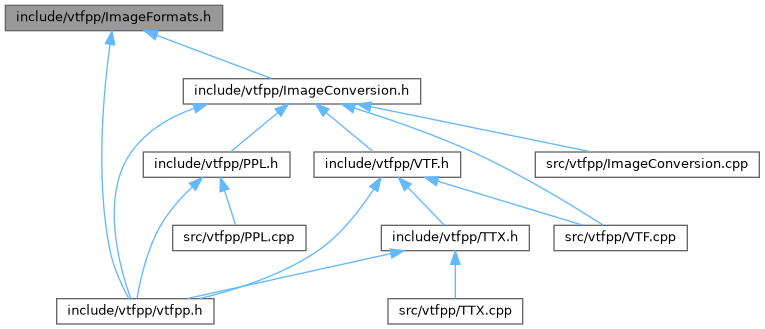 include/vtfpp/ImageFormats.h
include/vtfpp/ImageConversion.h
include/vtfpp/PPL.h
include/vtfpp/VTF.h
src/vtfpp/ImageConversion.cpp
src/vtfpp/PPL.cpp
include/vtfpp/TTX.h
src/vtfpp/VTF.cpp
include/vtfpp/vtfpp.h
src/vtfpp/TTX.cpp